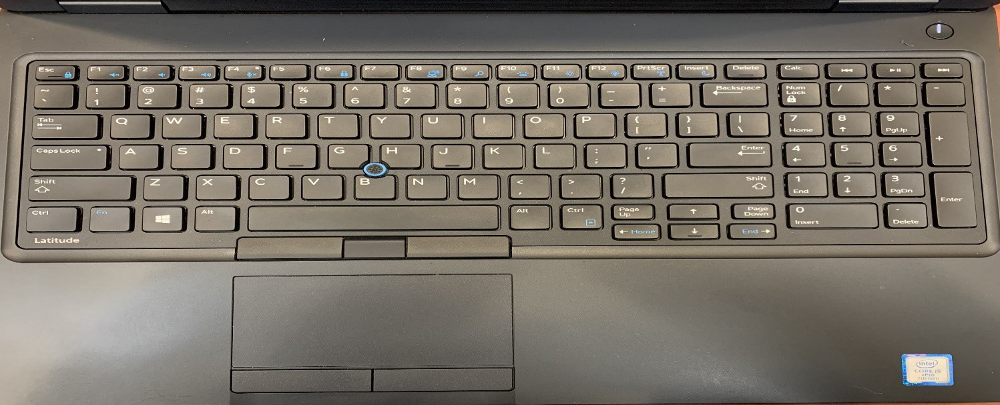 Esc F1 F2 F3 F4 F5 F6 F7 F8 F9 F10 F11 F12 PrtScr Insert Delete Calc
~ ! @ # $ % ^ & * ( ) _ + Backspace Num Lock / * -
` 1 2 3 4 5 6 7 8 9 0 - =
Tab Q W E R T Y U I O P { [ } ] | \ 7 Home 8 ↑ 9 PgUp +
Caps Lock A S D F G H J K L : ; " ' Enter 4 ← 5 6 →
Shift Z X C V B N M < , > . ? / Shift 1 End 2 ↓ 3 PgDn Enter
Ctrl Fn Alt Alt Ctrl Page Up ↑ Page Down 0 Insert . Delete
← Home ↓ End →
Latitude
intel
CORE i5
vPro
7th Gen